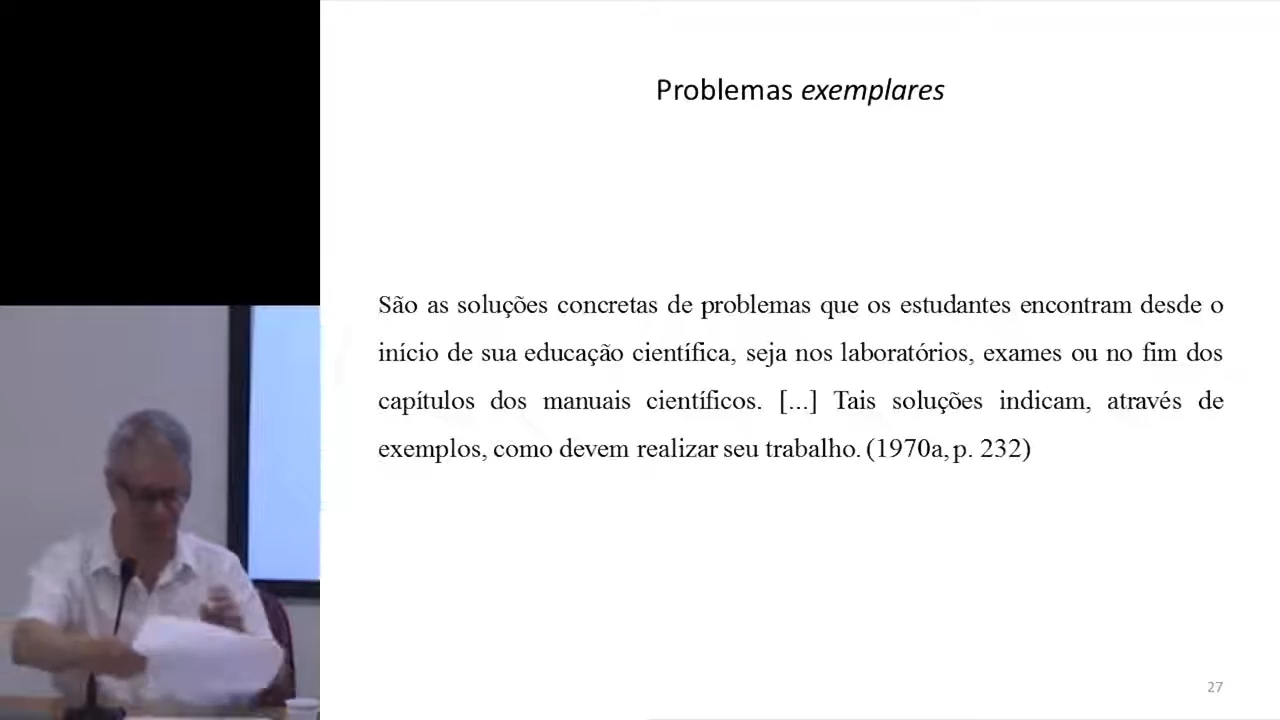 Problemas exemplares
São as soluções concretas de problemas que os estudantes encontram desde o
início de sua educação científica, seja nos laboratórios, exames ou no fim dos
capítulos dos manuais científicos. [...] Tais soluções indicam, através de
exemplos, como devem realizar seu trabalho. (1970a, p. 232)
27